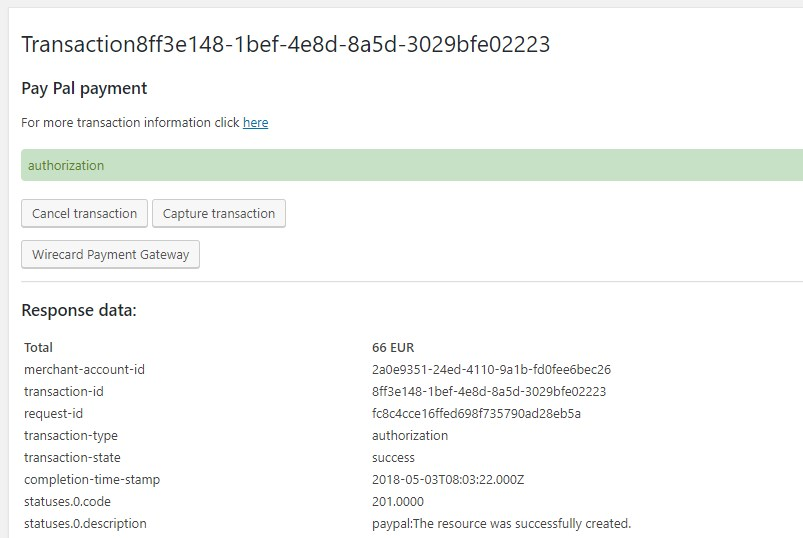 Transaction8ff3e148-1bef-4e8d-8a5d-3029bfe02223
Pay Pal payment
For more transaction information click here
authorization
Cancel transaction Capture transaction
Wirecard Payment Gateway
Response data:
Total 66 EUR
merchant-account-id 2a0e9351-24ed-4110-9a1b-fd0fee6bec26
transaction-id 8ff3e148-1bef-4e8d-8a5d-3029bfe02223
request-id fc8c4cce16ffed698f735790ad28eb5a
transaction-type authorization
transaction-state success
completion-time-stamp 2018-05-03T08:03:22.000Z
statuses.0.code 201.0000
statuses.0.description paypal:The resource was successfully created.